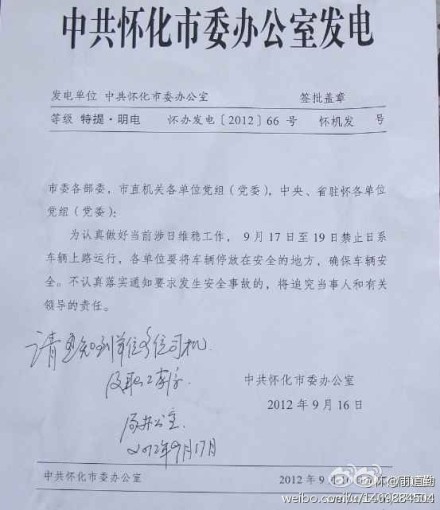 中共怀化市委办公室发电
发电单位 中共怀化市委办公室 签批盖章
等级 特提·明电 怀办发电〔2012〕66 号 怀机发 号
市委各部委，市直机关各单位党组（党委），中央、省驻怀各单位
党组（党委）：
为认真做好当前涉日维稳工作，9月17日至19日禁止日系
车辆上路运行，各单位要将车辆停放在安全的地方，确保车辆安
全。不认真落实通知要求发生安全事故的，将追究当事人和有关
领导的责任。
请通知到单位各位司机
及职工
中共怀化市委办公室
2012 年 9 月 16 日
局办公室
2012年9月17日
中共怀化市委办公室 2012 年 9月
weibo.com/u/